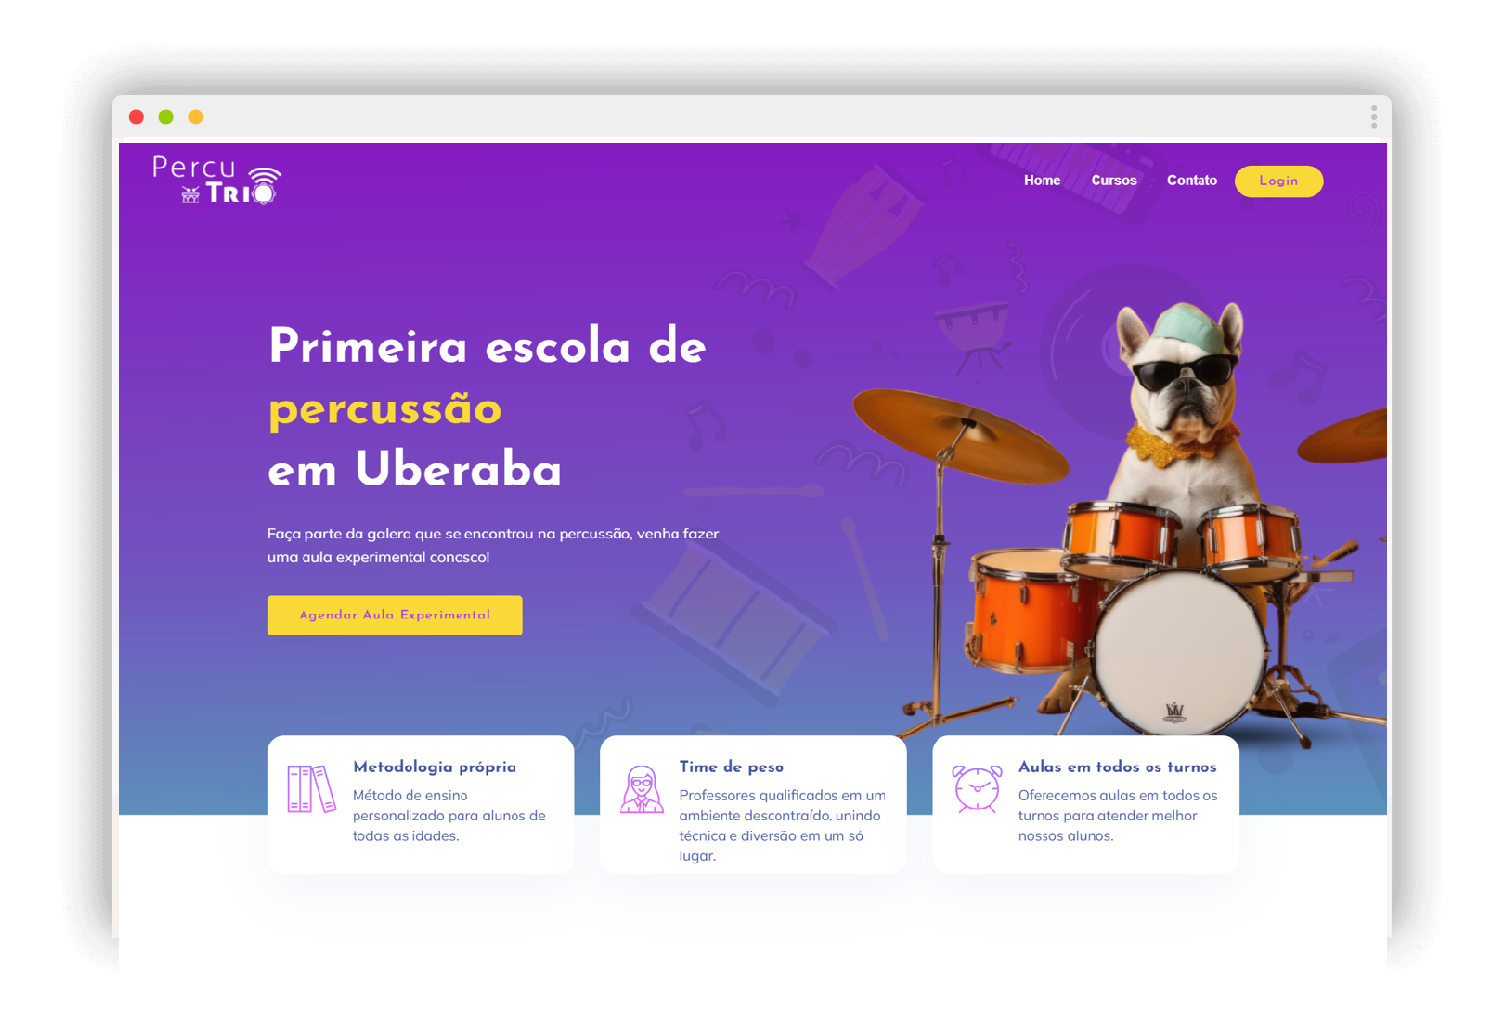 Percu
TRIO
Home
Cursos
Contato
Login
Primeira escola de
percussão
em Uberaba
Faça parte da galera que se encontrou na percussão, venha fazer
uma aula experimental conosco!
Agendar Aula Experimental
Metodologia própria
Método de ensino
personalizado para alunos de
todas as idades.
Time de peso
Professores qualificados em um
ambiente descontraído, unindo
técnica e diversão em um só
lugar.
Aulas em todos os turnos
Oferecemos aulas em todos os
turnos para atender melhor
nossos alunos.